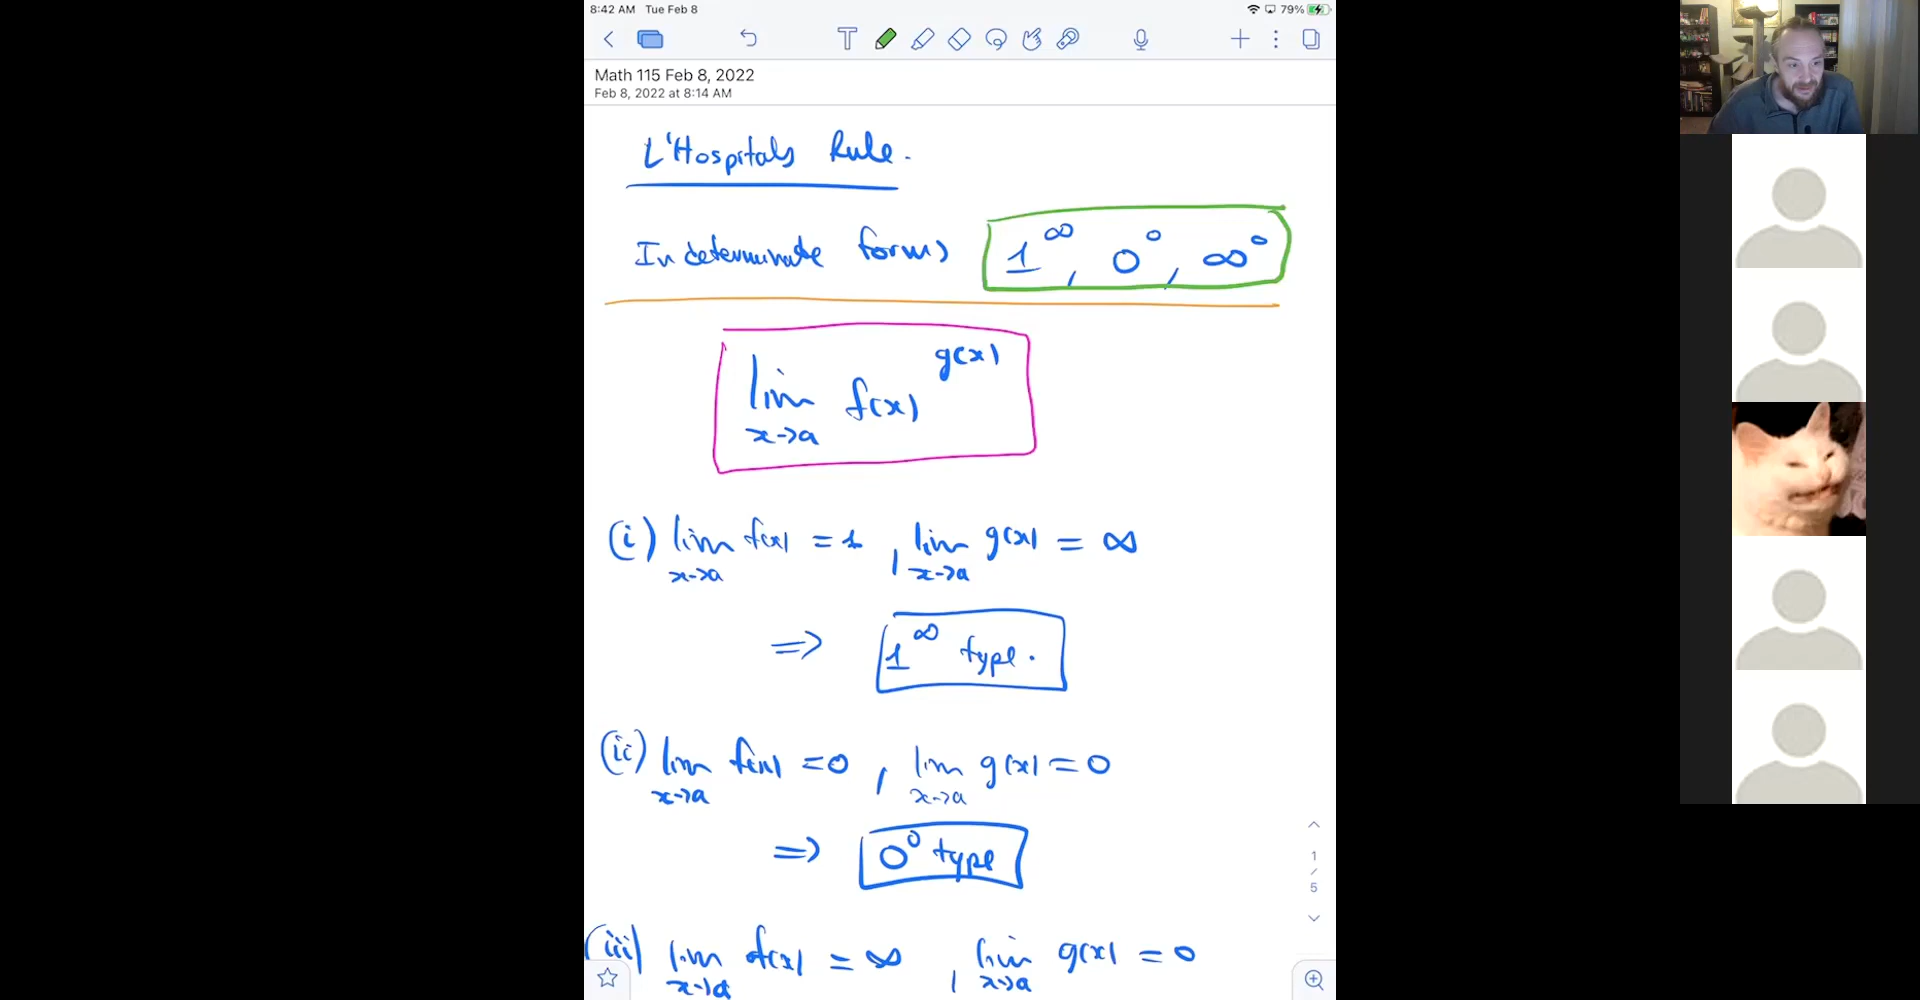 8:42 AM Tue Feb 8
79%
Math 115 Feb 8, 2022
Feb 8, 2022 at 8:14 AM
L'Hospitals Rule.
Indeterminate forms 1^∞, 0^0, ∞^0
lim x→a f(x)^g(x)
(i) lim x→a f(x) = 1, lim x→a g(x) = ∞
⇒ 1^∞ type.
(ii) lim x→a f(x) = 0, lim x→a g(x) = 0
⇒ 0^0 type
(iii) lim x→a f(x) = ∞, lim x→a g(x) = 0
1
/
5